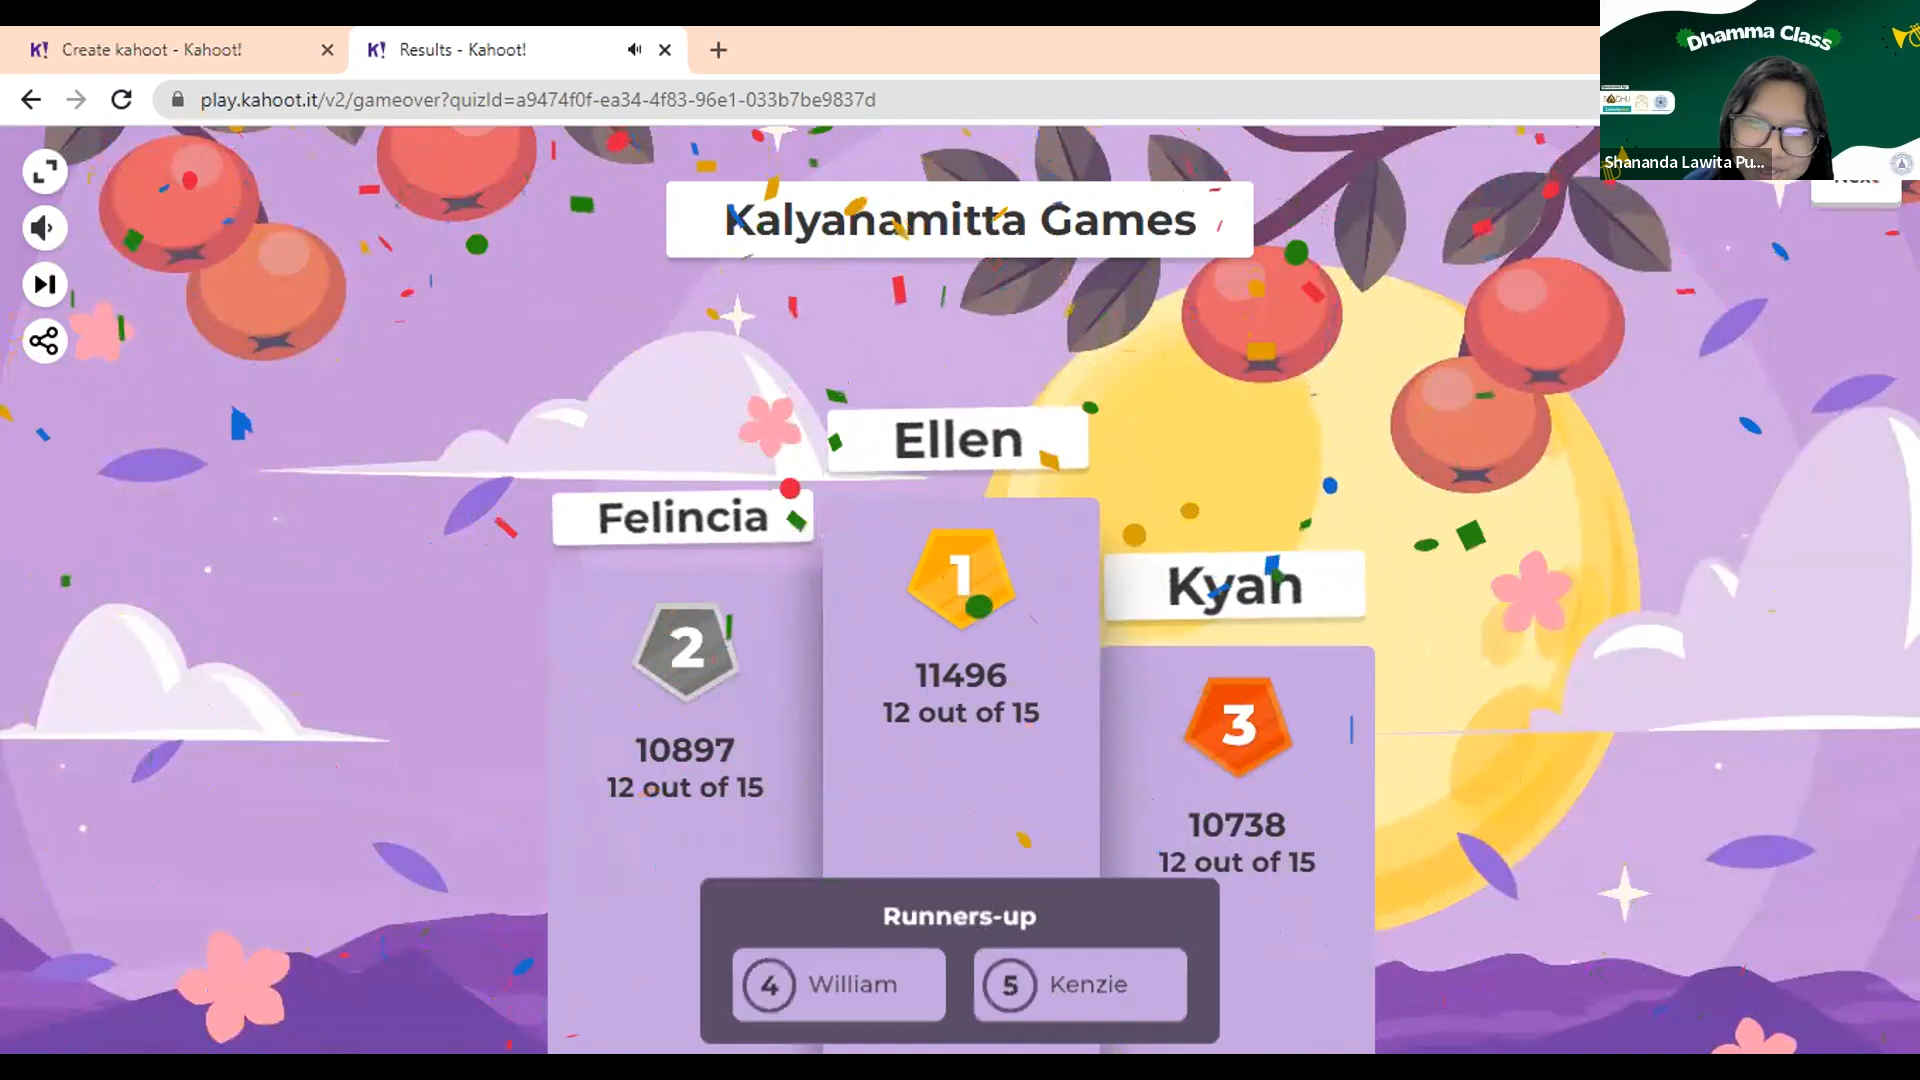 K! Create kahoot - Kahoot!
K! Results - Kahoot!
play.kahoot.it/v2/gameover?quizId=a9474f0f-ea34-4f83-96e1-033b7be9837d
Dhamma Class
Shananda Lawita Pu...
Kalyanamitta Games
Ellen
Felincia
Kyah
1
11496
12 out of 15
2
10897
12 out of 15
3
10738
12 out of 15
Runners-up
4 William
5 Kenzie